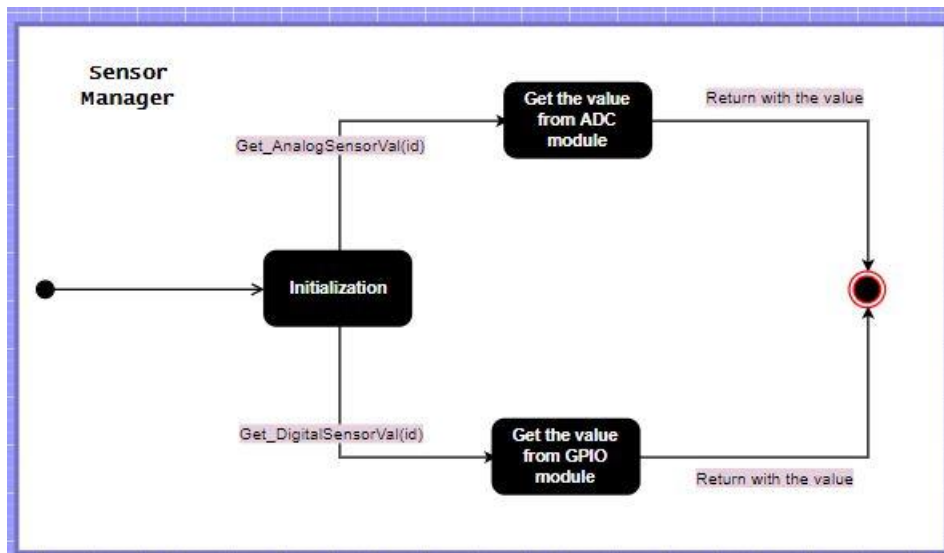 Sensor
Manager
Get the value
from ADC
module
Return with the value
Get_AnalogSensorVal(id)
Initialization
Get_DigitalSensorVal(id)
Get the value
from GPIO
module
Return with the value